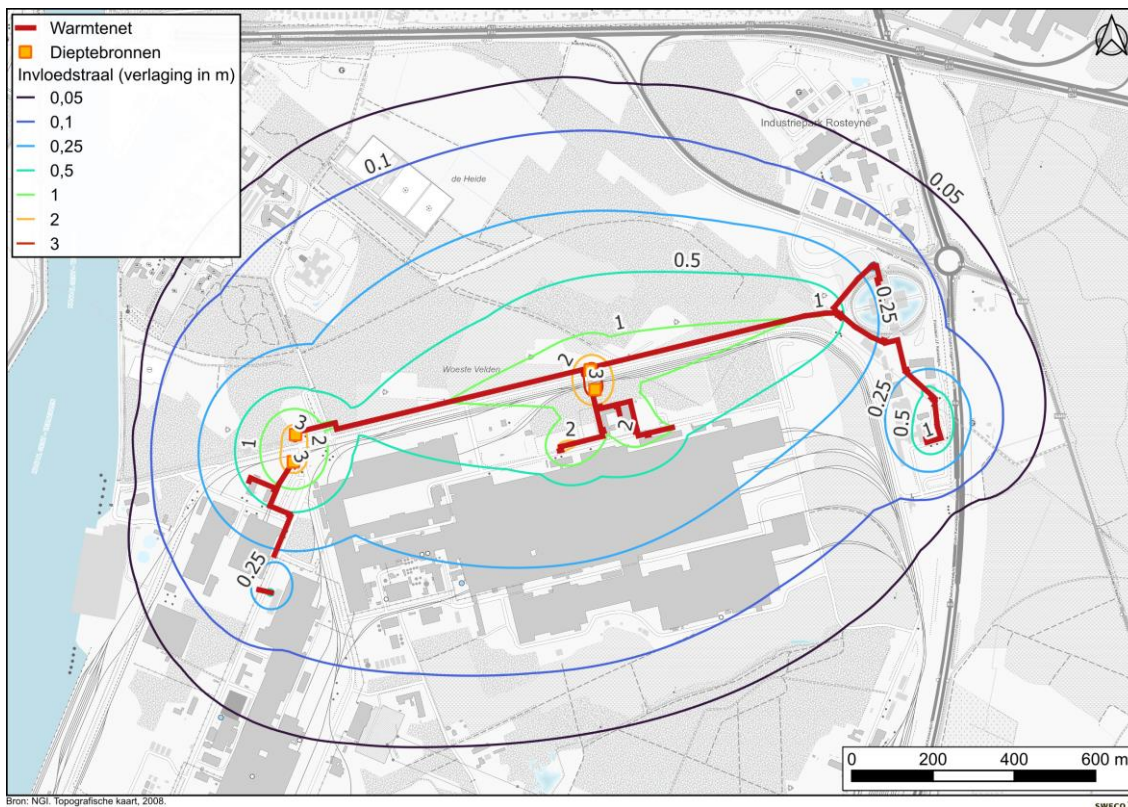 Warmtenet
Dieptebronnen
Invloedstraal (verlaging in m)
0,05
0,1
0,25
0,5
1
2
3
Industriepark Rosteyne
de Heide
0.1
0.05
0.5
1
1
0.25
Woeste Velden
2
3
3
2
1
3
2
2
0.25
0.5
1
0.25
0 200 400 600 m
Bron: NGI. Topografische kaart, 2008.
SWECO